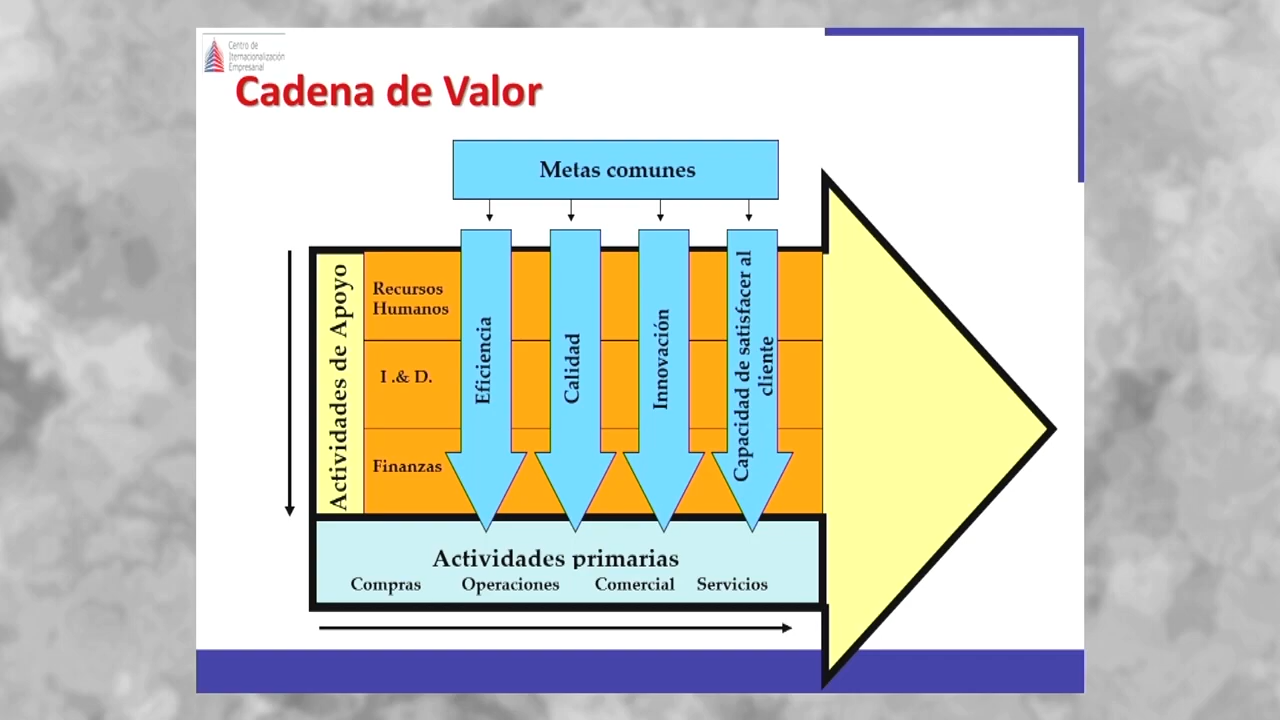 Centro de
Iternacionalización
Empresarial
Cadena de Valor
Metas comunes
Actividades de Apoyo
Recursos
Humanos
I .& D.
Finanzas
Eficiencia
Calidad
Innovación
Capacidad de satisfacer al
cliente
Actividades primarias
Compras Operaciones Comercial Servicios